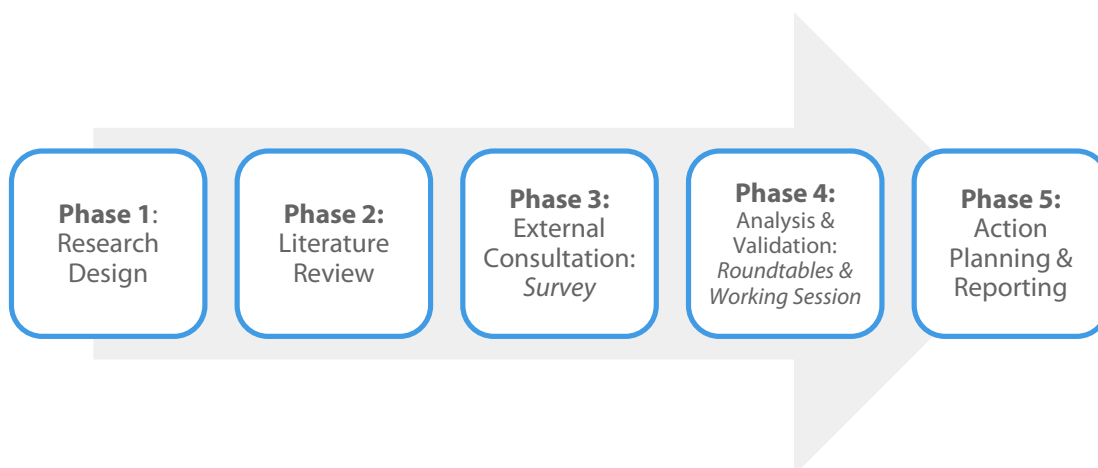 Phase 1:
Research
Design
Phase 2:
Literature
Review
Phase 3:
External
Consultation:
Survey
Phase 4:
Analysis &
Validation:
Roundtables &
Working Session
Phase 5:
Action
Planning &
Reporting